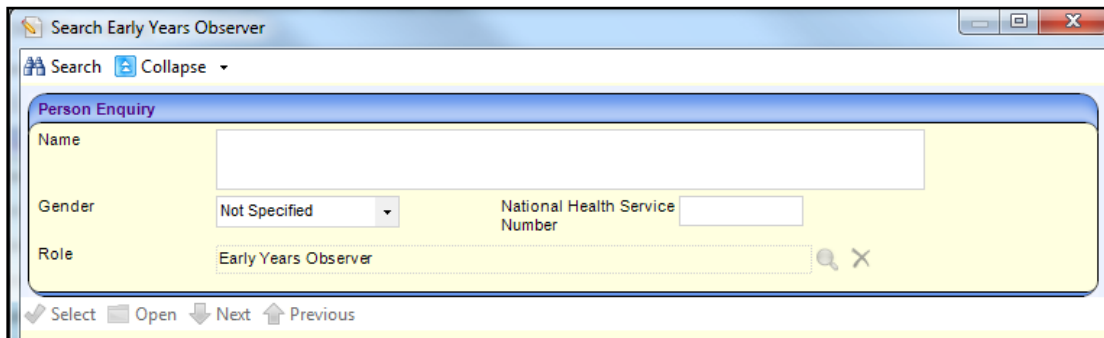 Search Early Years Observer
Search Collapse
Person Enquiry
Name
Gender Not Specified National Health Service Number
Role Early Years Observer
Select Open Next Previous